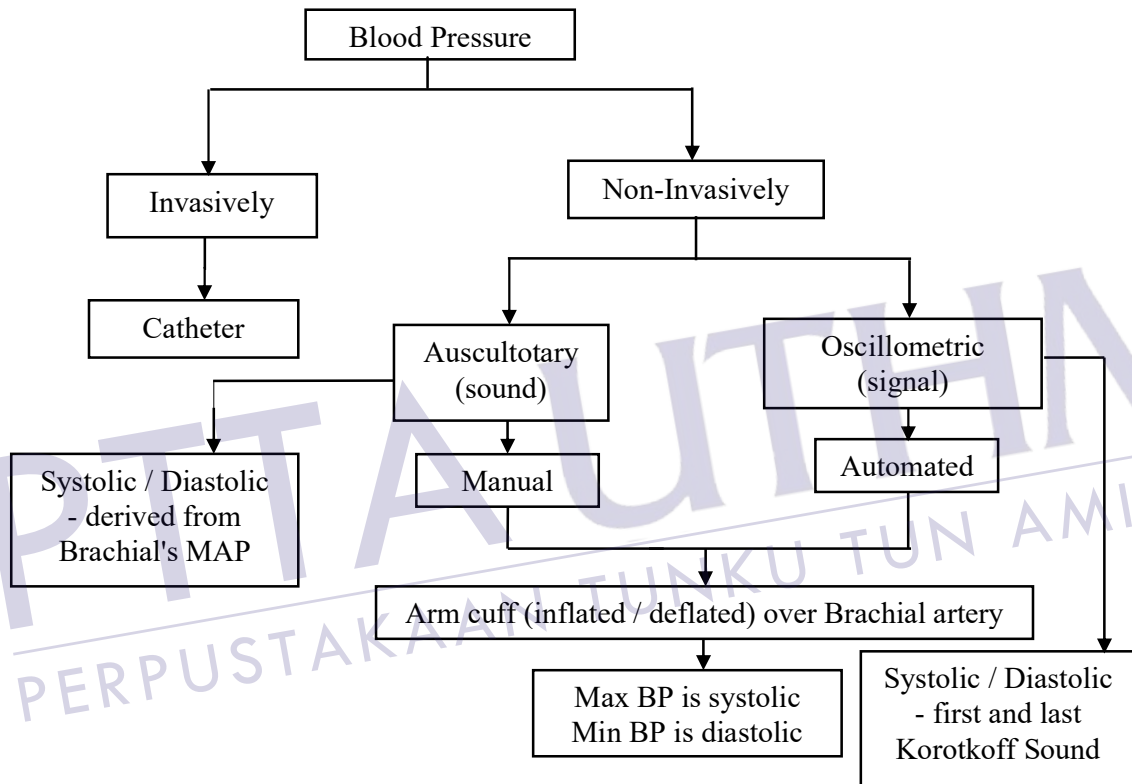 Blood Pressure
Invasively
Non-Invasively
Catheter
Auscultotary
(sound)
Oscillometric
(signal)
Systolic / Diastolic
- derived from
Brachial's MAP
Manual
Automated
Arm cuff (inflated / deflated) over Brachial artery
Max BP is systolic
Min BP is diastolic
Systolic / Diastolic
- first and last
Korotkoff Sound
PTTA UTHM
PERPUSTAKAAN TUNKU TUN AMI